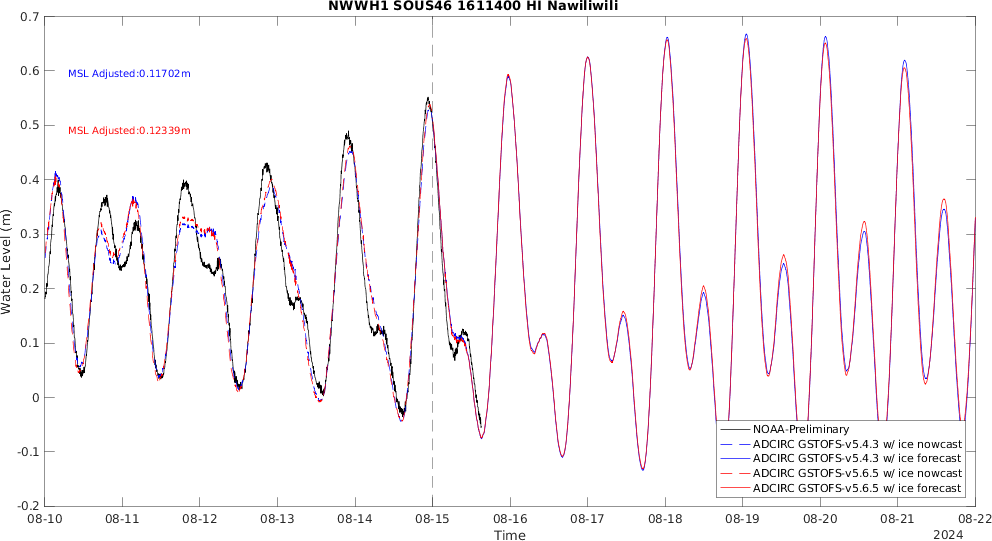 NWWH1 SOUS46 1611400 HI Nawiliwili
0.7
0.6
0.5
0.4
0.3
0.2
0.1
0
-0.1
-0.2
Water Level (m)
MSL Adjusted:0.11702m
MSL Adjusted:0.12339m
NOAA-Preliminary
ADCIRC GSTOFS-v5.4.3 w/ ice nowcast
ADCIRC GSTOFS-v5.4.3 w/ ice forecast
ADCIRC GSTOFS-v5.6.5 w/ ice nowcast
ADCIRC GSTOFS-v5.6.5 w/ ice forecast
08-10 08-11 08-12 08-13 08-14 08-15 08-16 08-17 08-18 08-19 08-20 08-21 08-22
Time
2024